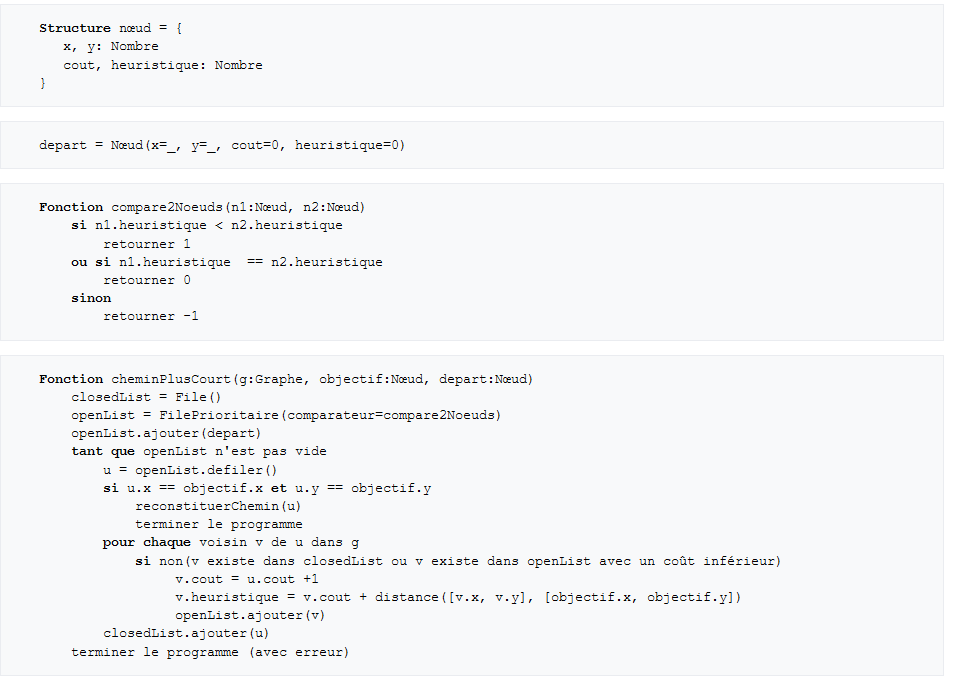 Structure nœud = {
x, y: Nombre
cout, heuristique: Nombre
}
depart = Nœud(x=_, y=_, cout=0, heuristique=0)
Fonction compare2Noeuds(n1:Nœud, n2:Nœud)
si n1.heuristique < n2.heuristique
retourner 1
ou si n1.heuristique  == n2.heuristique
retourner 0
sinon
retourner -1
Fonction cheminPlusCourt(g:Graphe, objectif:Nœud, depart:Nœud)
closedList = File()
openList = FilePrioritaire(comparateur=compare2Noeuds)
openList.ajouter(depart)
tant que openList n'est pas vide
u = openList.defiler()
si u.x == objectif.x et u.y == objectif.y
reconstituerChemin(u)
terminer le programme
pour chaque voisin v de u dans g
si non(v existe dans closedList ou v existe dans openList avec un coût inférieur)
v.cout = u.cout +1
v.heuristique = v.cout + distance([v.x, v.y], [objectif.x, objectif.y])
openList.ajouter(v)
closedList.ajouter(u)
terminer le programme (avec erreur)